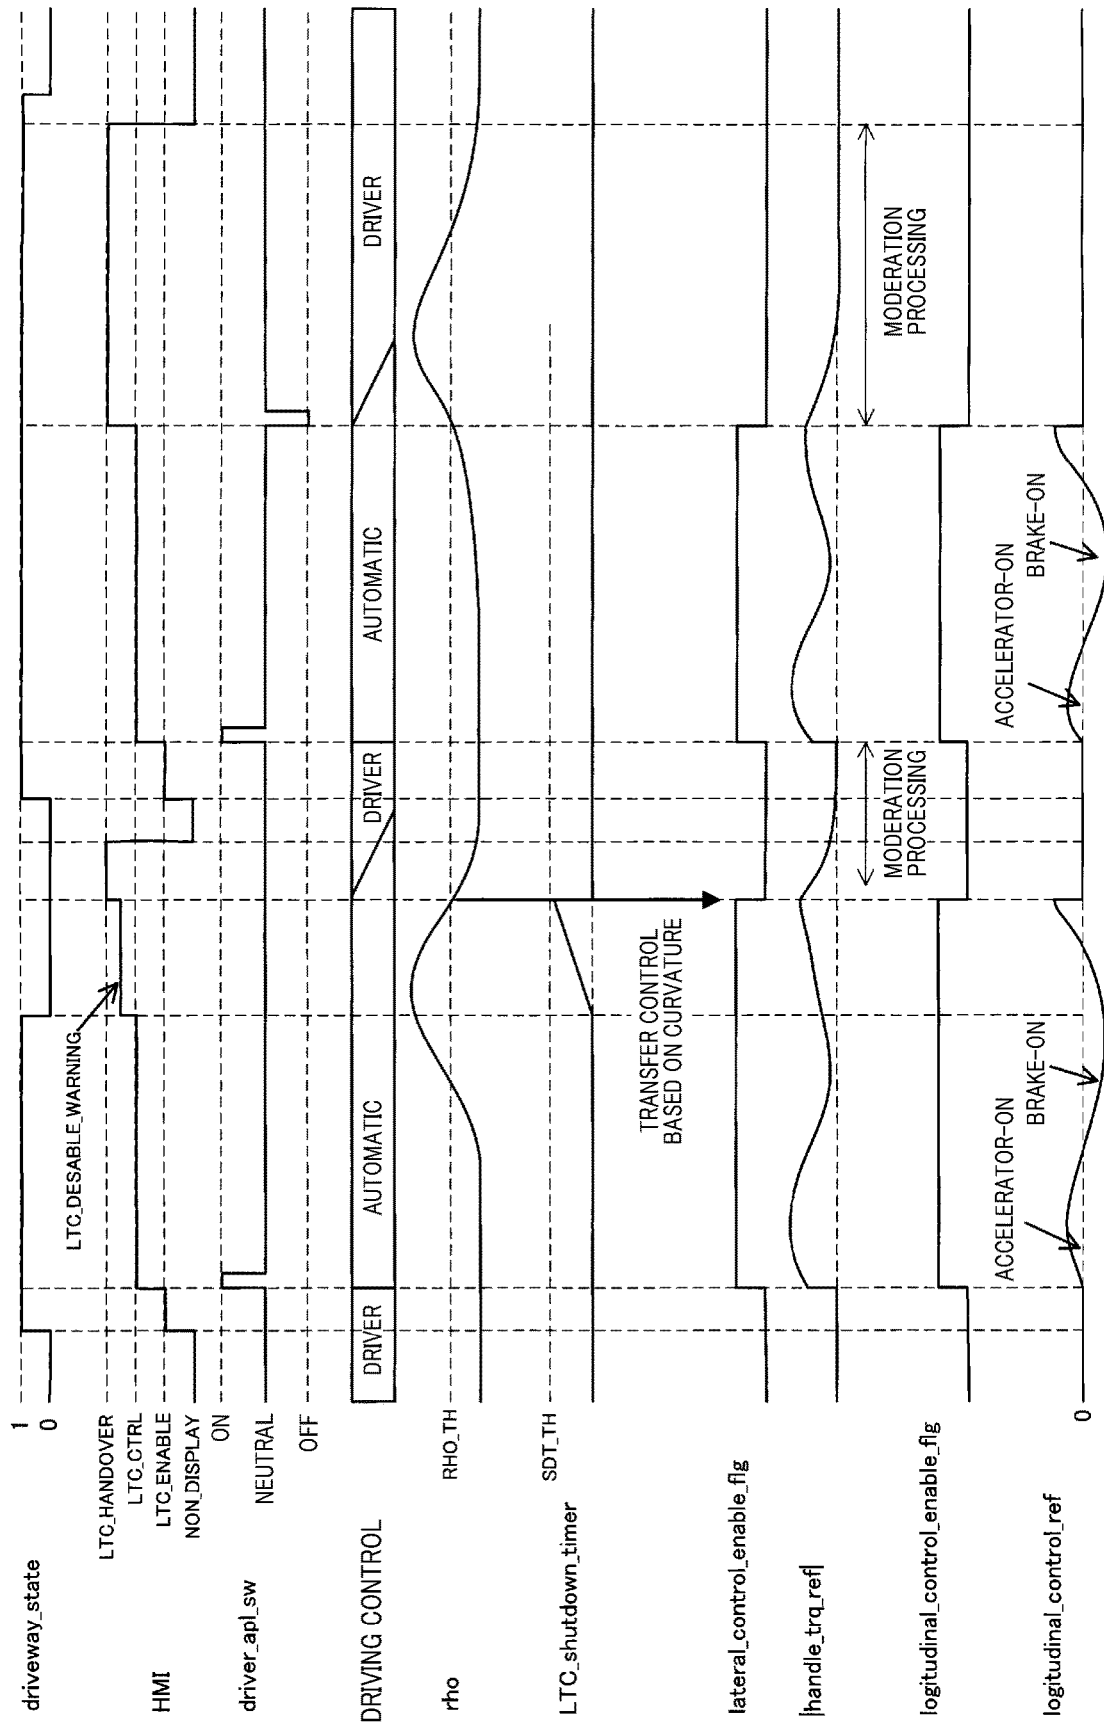 driveway_state
1
0
HMI
LTC_HANDOVER
LTC_CTRL
LTC_ENABLE
NON_DISPLAY
LTC_DESABLE_WARNING
driver_apl_sw
ON
NEUTRAL
OFF
DRIVING CONTROL
DRIVER
AUTOMATIC
DRIVER
AUTOMATIC
DRIVER
rho
RHO_TH
LTC_shutdown_timer
SDT_TH
TRANSFER CONTROL
BASED ON CURVATURE
lateral_control_enable_flg
|handle_trq_ref|
MODERATION
PROCESSING
MODERATION
PROCESSING
logitudinal_control_enable_flg
logitudinal_control_ref
0
ACCELERATOR-ON
BRAKE-ON
ACCELERATOR-ON
BRAKE-ON